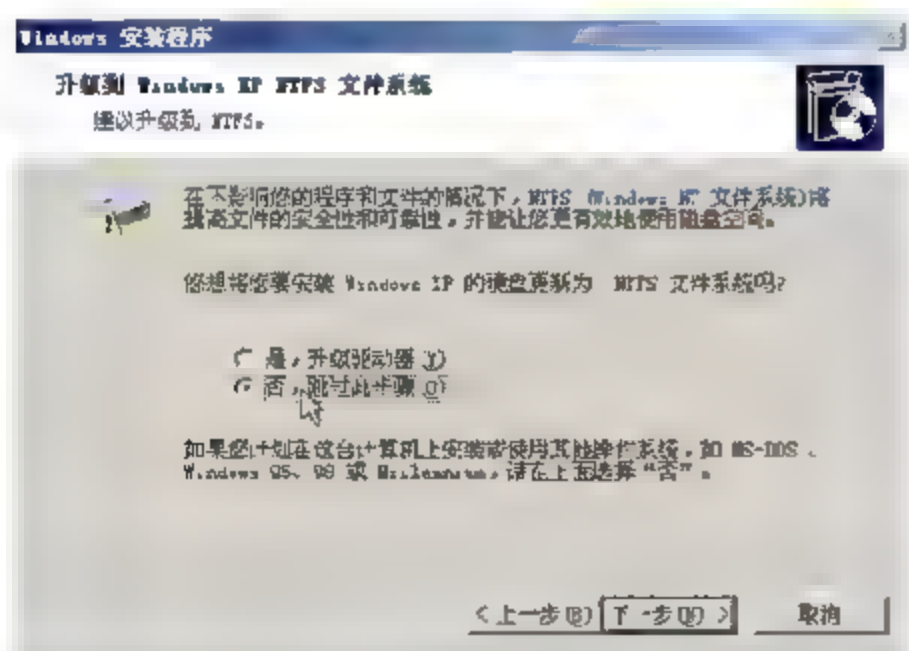 Windows 安装程序
升级到 Windows XP NTFS 文件系统
建议升级到 NTFS。
在不影响您的程序和文件的情况下，NTFS (Windows NT 文件系统)将
提高文件的安全性和可靠性，并能让您更有效地使用磁盘空间。
您想将您要安装 Windows XP 的硬盘更新为 NTFS 文件系统吗?
是，升级驱动器(Y)
否，跳过此步骤(O)
如果您计划在这台计算机上安装或使用其他操作系统，如 MS-DOS、
Windows 95、98 或 Millennium，请在上面选择“否”。
<上一步(B)
下一步(N) >
取消